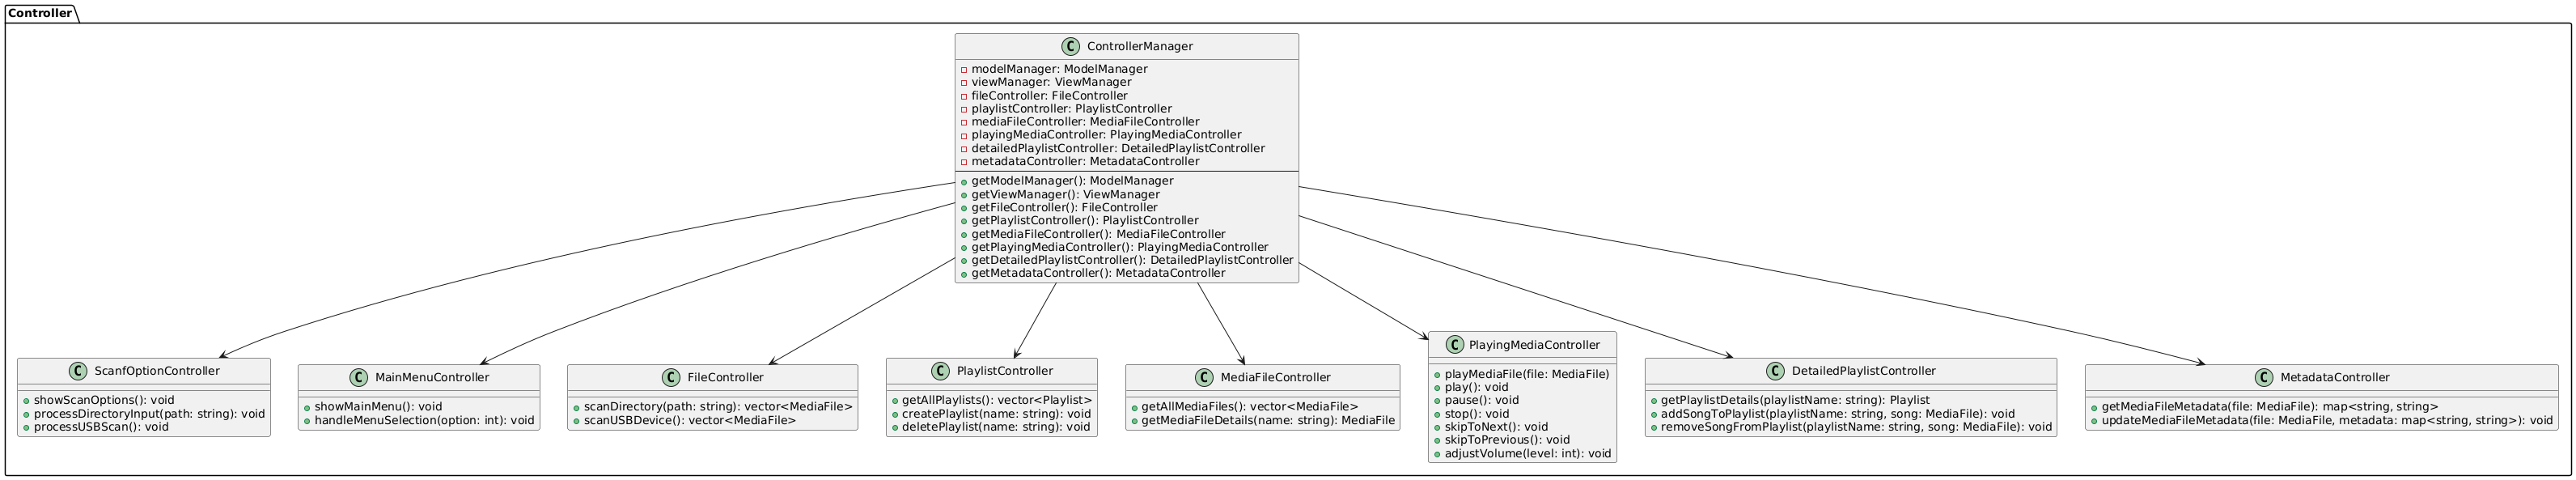 Controller
C ControllerManager
modelManager: ModelManager
viewManager: ViewManager
fileController: FileController
playlistController: PlaylistController
mediaFileController: MediaFileController
playingMediaController: PlayingMediaController
detailedPlaylistController: DetailedPlaylistController
metadataController: MetadataController
getModelManager(): ModelManager
getViewManager(): ViewManager
getFileController(): FileController
getPlaylistController(): PlaylistController
getMediaFileController(): MediaFileController
getPlayingMediaController(): PlayingMediaController
getDetailedPlaylistController(): DetailedPlaylistController
getMetadataController(): MetadataController
C ScanfOptionController
showScanOptions(): void
processDirectoryInput(path: string): void
processUSBScan(): void
C MainMenuController
showMainMenu(): void
handleMenuSelection(option: int): void
C FileController
scanDirectory(path: string): vector<MediaFile>
scanUSBDevice(): vector<MediaFile>
C PlaylistController
getAllPlaylists(): vector<Playlist>
createPlaylist(name: string): void
deletePlaylist(name: string): void
C MediaFileController
getAllMediaFiles(): vector<MediaFile>
getMediaFileDetails(name: string): MediaFile
C PlayingMediaController
playMediaFile(file: MediaFile)
play(): void
pause(): void
stop(): void
skipToNext(): void
skipToPrevious(): void
adjustVolume(level: int): void
C DetailedPlaylistController
getPlaylistDetails(playlistName: string): Playlist
addSongToPlaylist(playlistName: string, song: MediaFile): void
removeSongFromPlaylist(playlistName: string, song: MediaFile): void
C MetadataController
getMediaFileMetadata(file: MediaFile): map<string, string>
updateMediaFileMetadata(file: MediaFile, metadata: map<string, string>): void